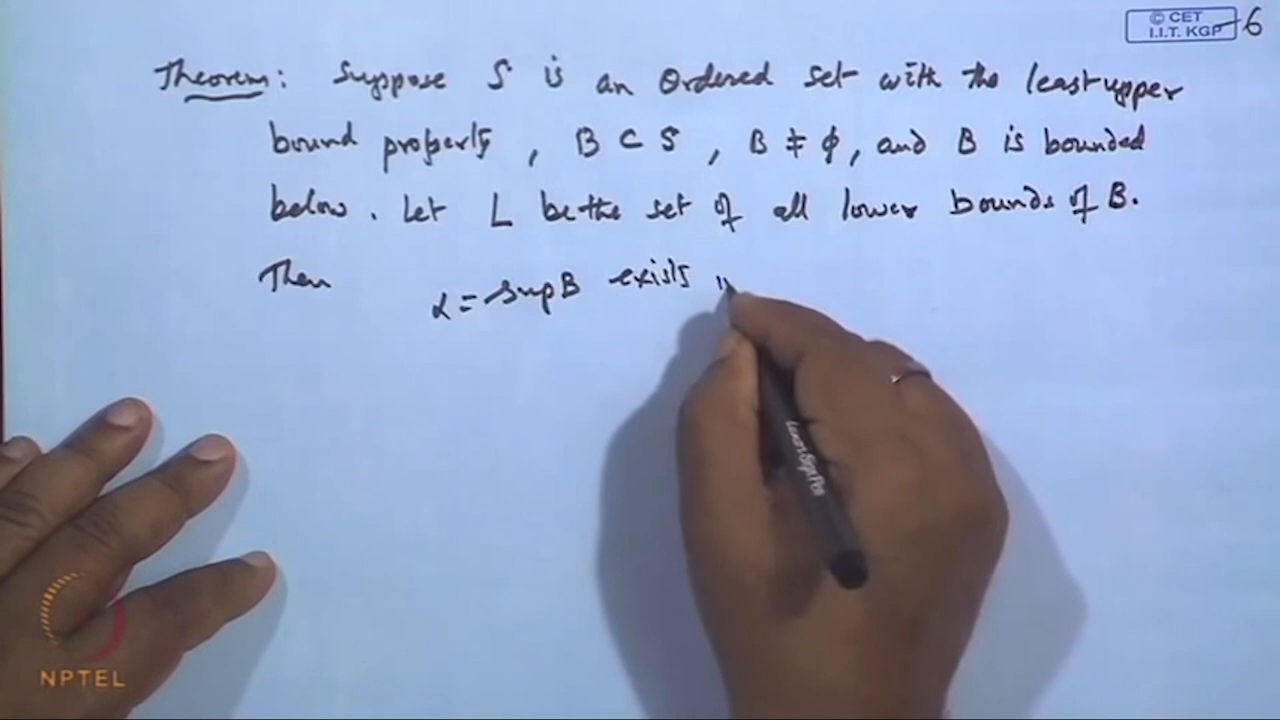 © CET
I.I.T. KGP
6
Theorem: Suppose S is an Ordered set with the least upper
bound property, B ⊂ S, B ≠ ϕ, and B is bounded
below. Let L be the set of all lower bounds of B.
Then α = Sup B exists
LuxorSignPen
NPTEL